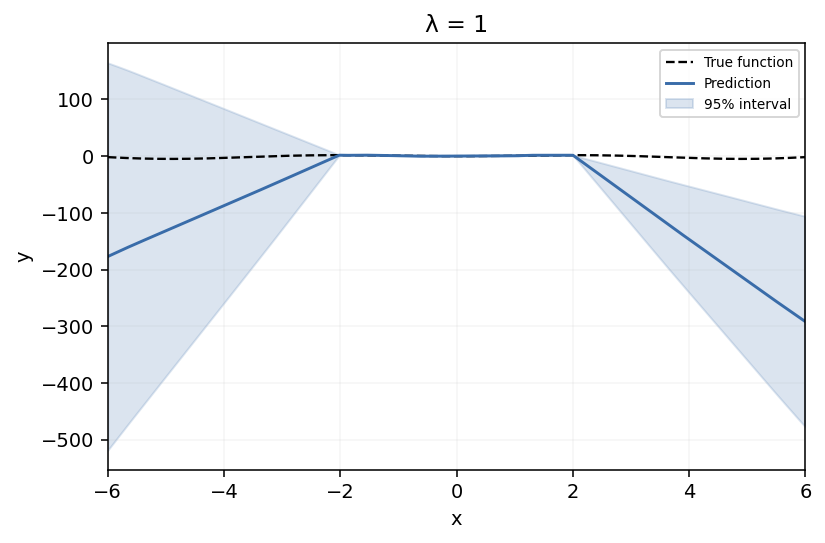 λ = 1
True function
Prediction
95% interval
y
100
0
−100
−200
−300
−400
−500
−6 −4 −2 0 2 4 6
x